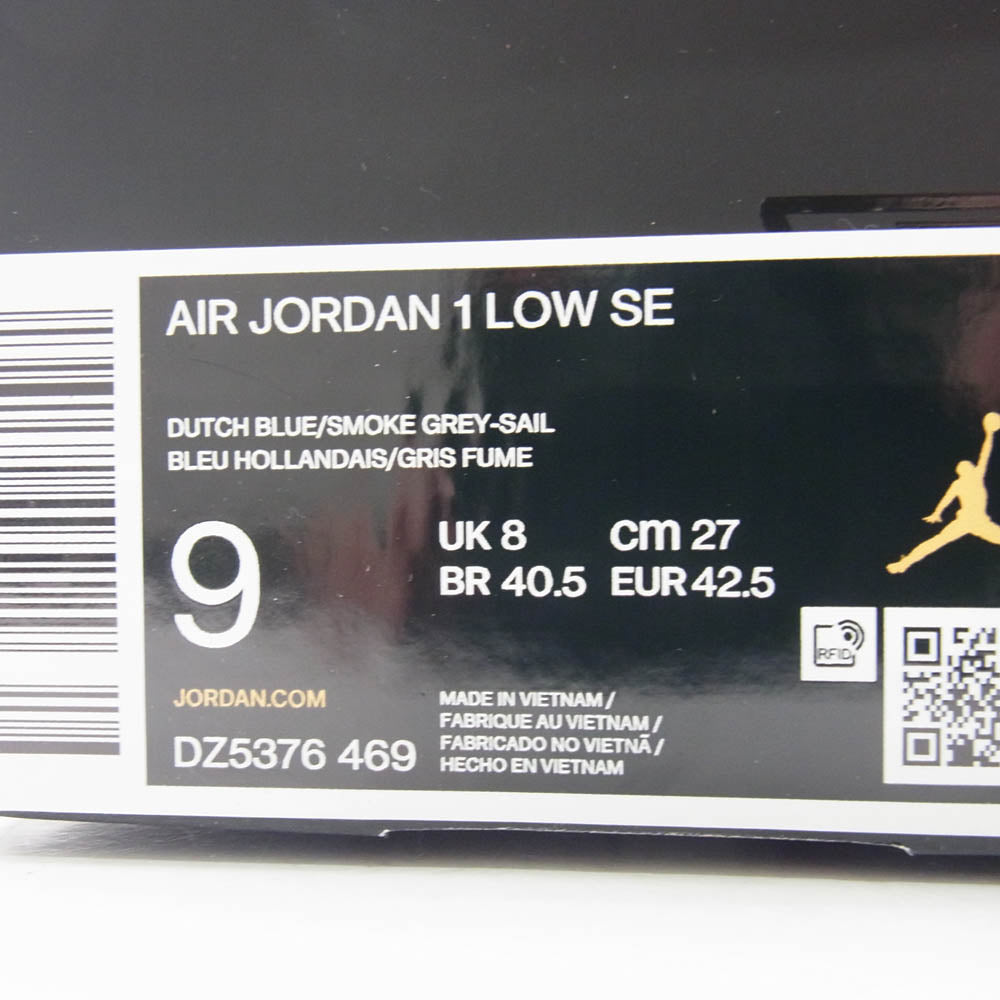 AIR JORDAN 1 LOW SE
DUTCH BLUE/SMOKE GREY-SAIL
BLEU HOLLANDAIS/GRIS FUME
9
UK 8 cm 27
BR 40.5 EUR 42.5
RFID
JORDAN.COM
DZ5376 469
MADE IN VIETNAM /
FABRIQUE AU VIETNAM /
FABRICADO NO VIETNÃ /
HECHO EN VIETNAM